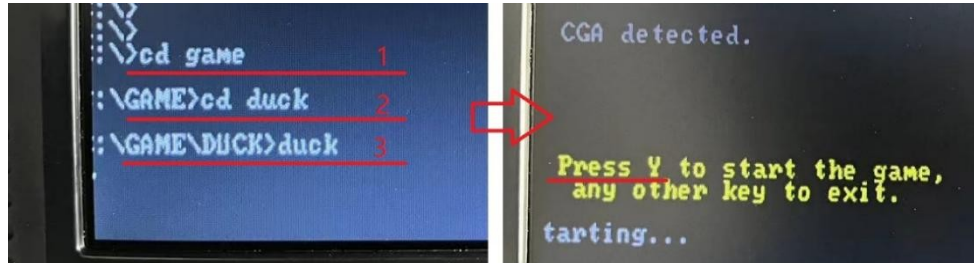 :\>
:\>
:\>cd game 1
:\GAME>cd duck 2
:\GAME\DUCK>duck 3
CGA detected.
Press Y to start the game,
any other key to exit.
tarting...